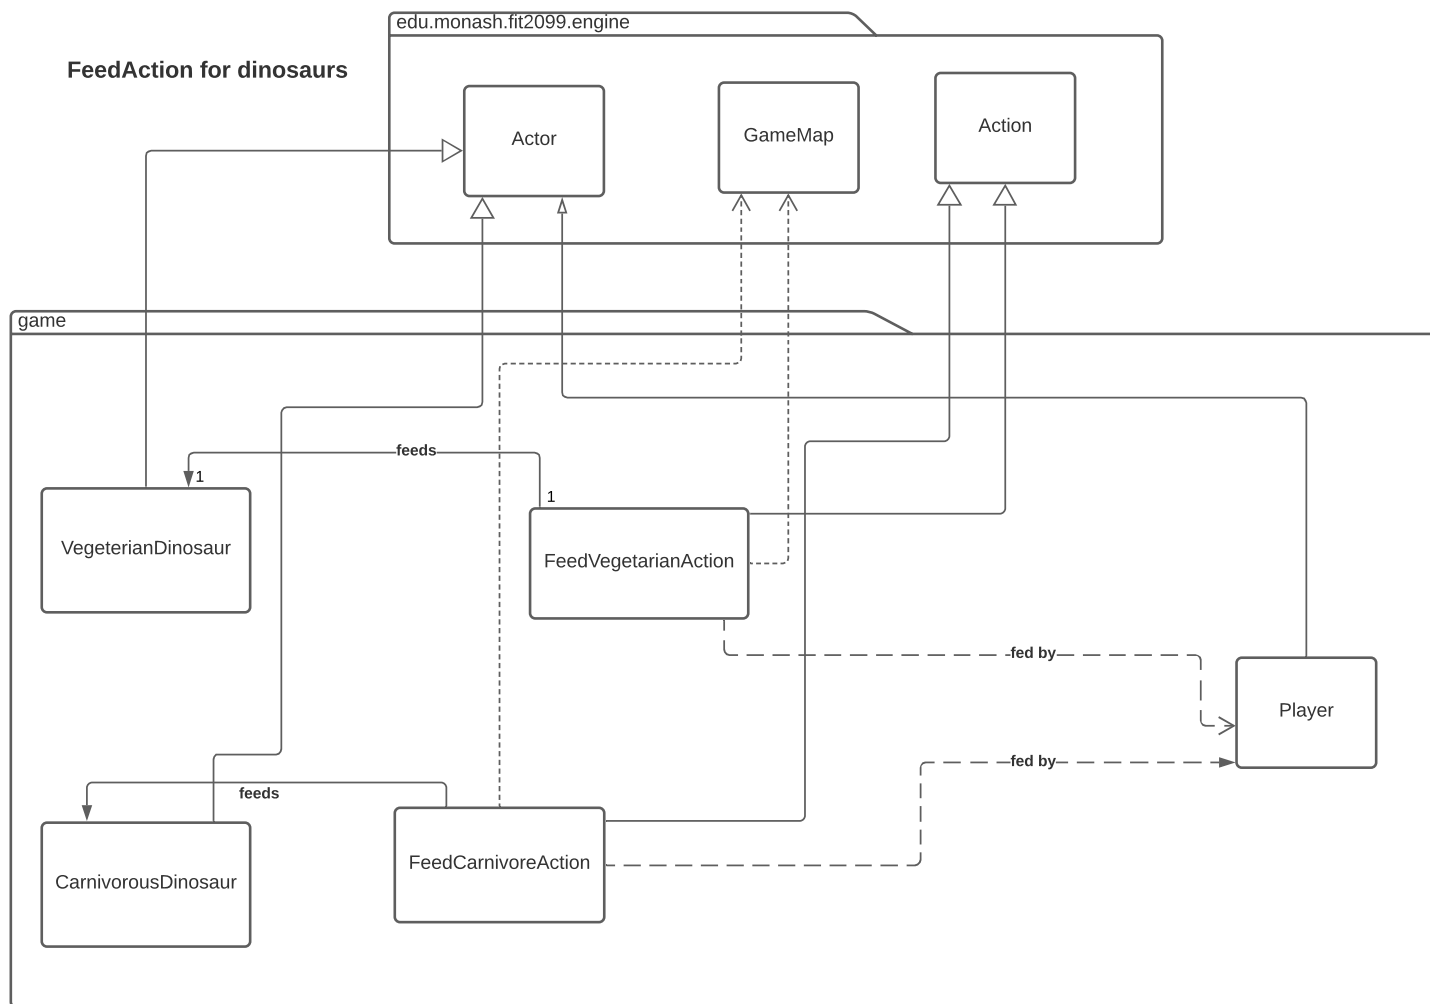 edu.monash.fit2099.engine
FeedAction for dinosaurs
Actor
GameMap
Action
game
feeds
1
1
VegeterianDinosaur
FeedVegetarianAction
fed by
Player
fed by
feeds
FeedCarnivoreAction
CarnivorousDinosaur